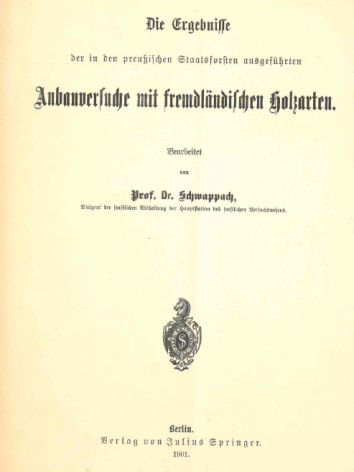 Die Ergebnisse
der in den preußischen Staatsforsten ausgeführten
Anbauversuche mit fremdländischen Holzarten.
Bearbeitet
von
Prof. Dr. Schwappach,
Dirigent der forstlichen Abtheilung der Hauptstation des forstlichen Versuchswesens.
S
Berlin.
Verlag von Julius Springer.
1901.